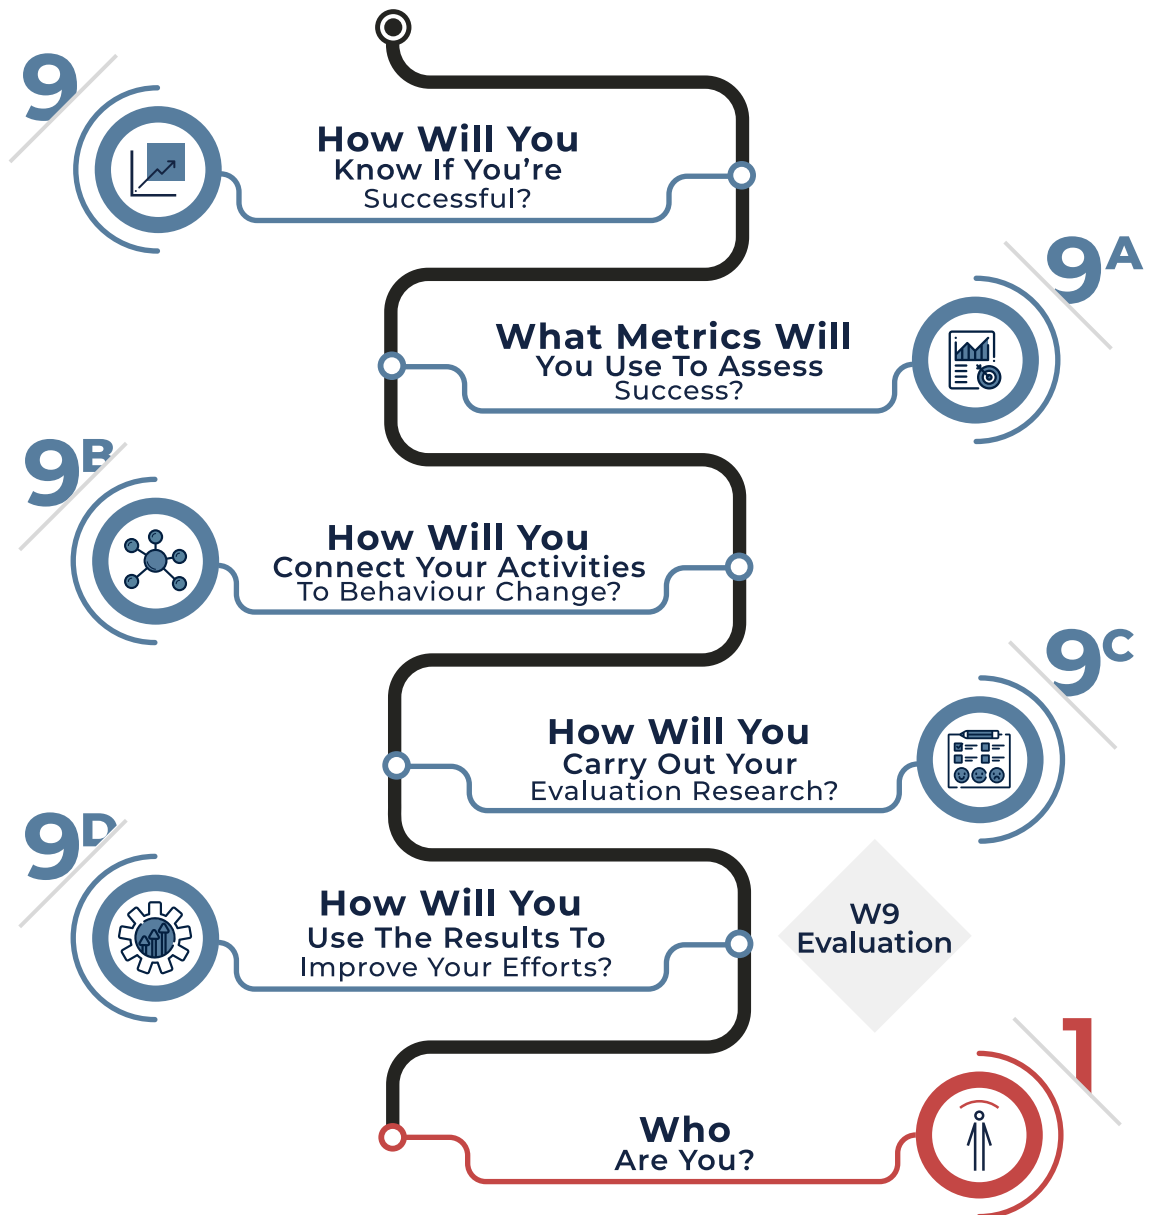 9
How Will You
Know If You’re
Successful?
9A
What Metrics Will
You Use To Assess
Success?
9B
How Will You
Connect Your Activities
To Behaviour Change?
9C
How Will You
Carry Out Your
Evaluation Research?
9D
How Will You
Use The Results To
Improve Your Efforts?
W9
Evaluation
1
Who
Are You?